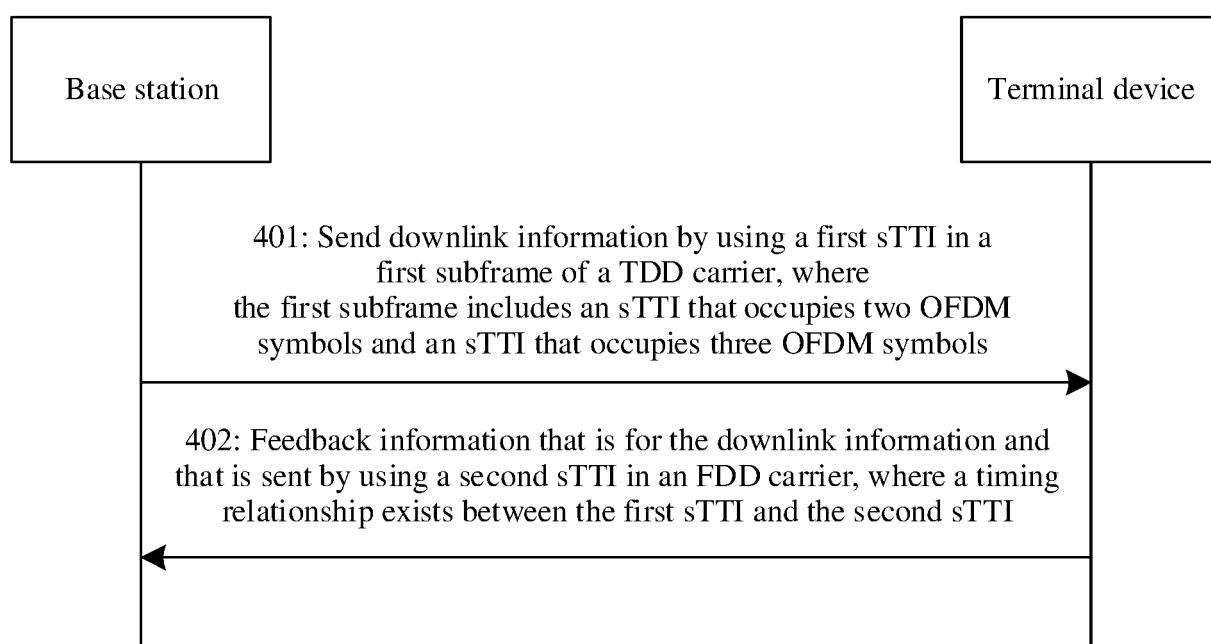 Base station
Terminal device
401: Send downlink information by using a first sTTI in a
first subframe of a TDD carrier, where
the first subframe includes an sTTI that occupies two OFDM
symbols and an sTTI that occupies three OFDM symbols
402: Feedback information that is for the downlink information and
that is sent by using a second sTTI in an FDD carrier, where a timing
relationship exists between the first sTTI and the second sTTI